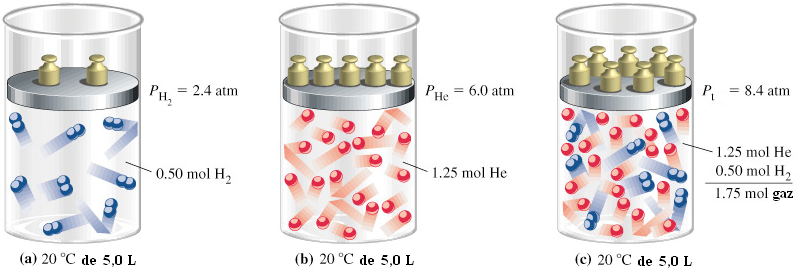 P_H₂ = 2.4 atm
0.50 mol H₂
(a) 20 °C de 5,0 L
P_He = 6.0 atm
1.25 mol He
(b) 20 °C de 5,0 L
P_t = 8.4 atm
1.25 mol He
0.50 mol H₂
1.75 mol gaz
(c) 20 °C de 5,0 L